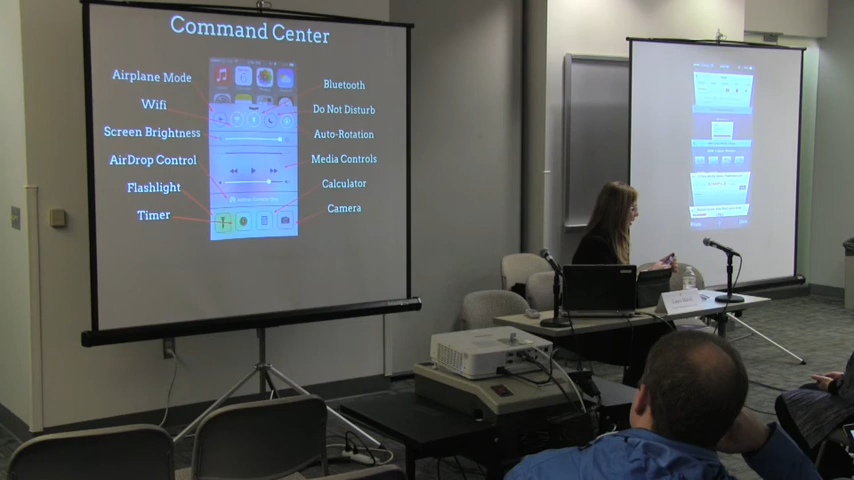 Command Center
Airplane Mode
Wifi
Screen Brightness
AirDrop Control
Flashlight
Timer
Bluetooth
Do Not Disturb
Auto-Rotation
Media Controls
Calculator
Camera